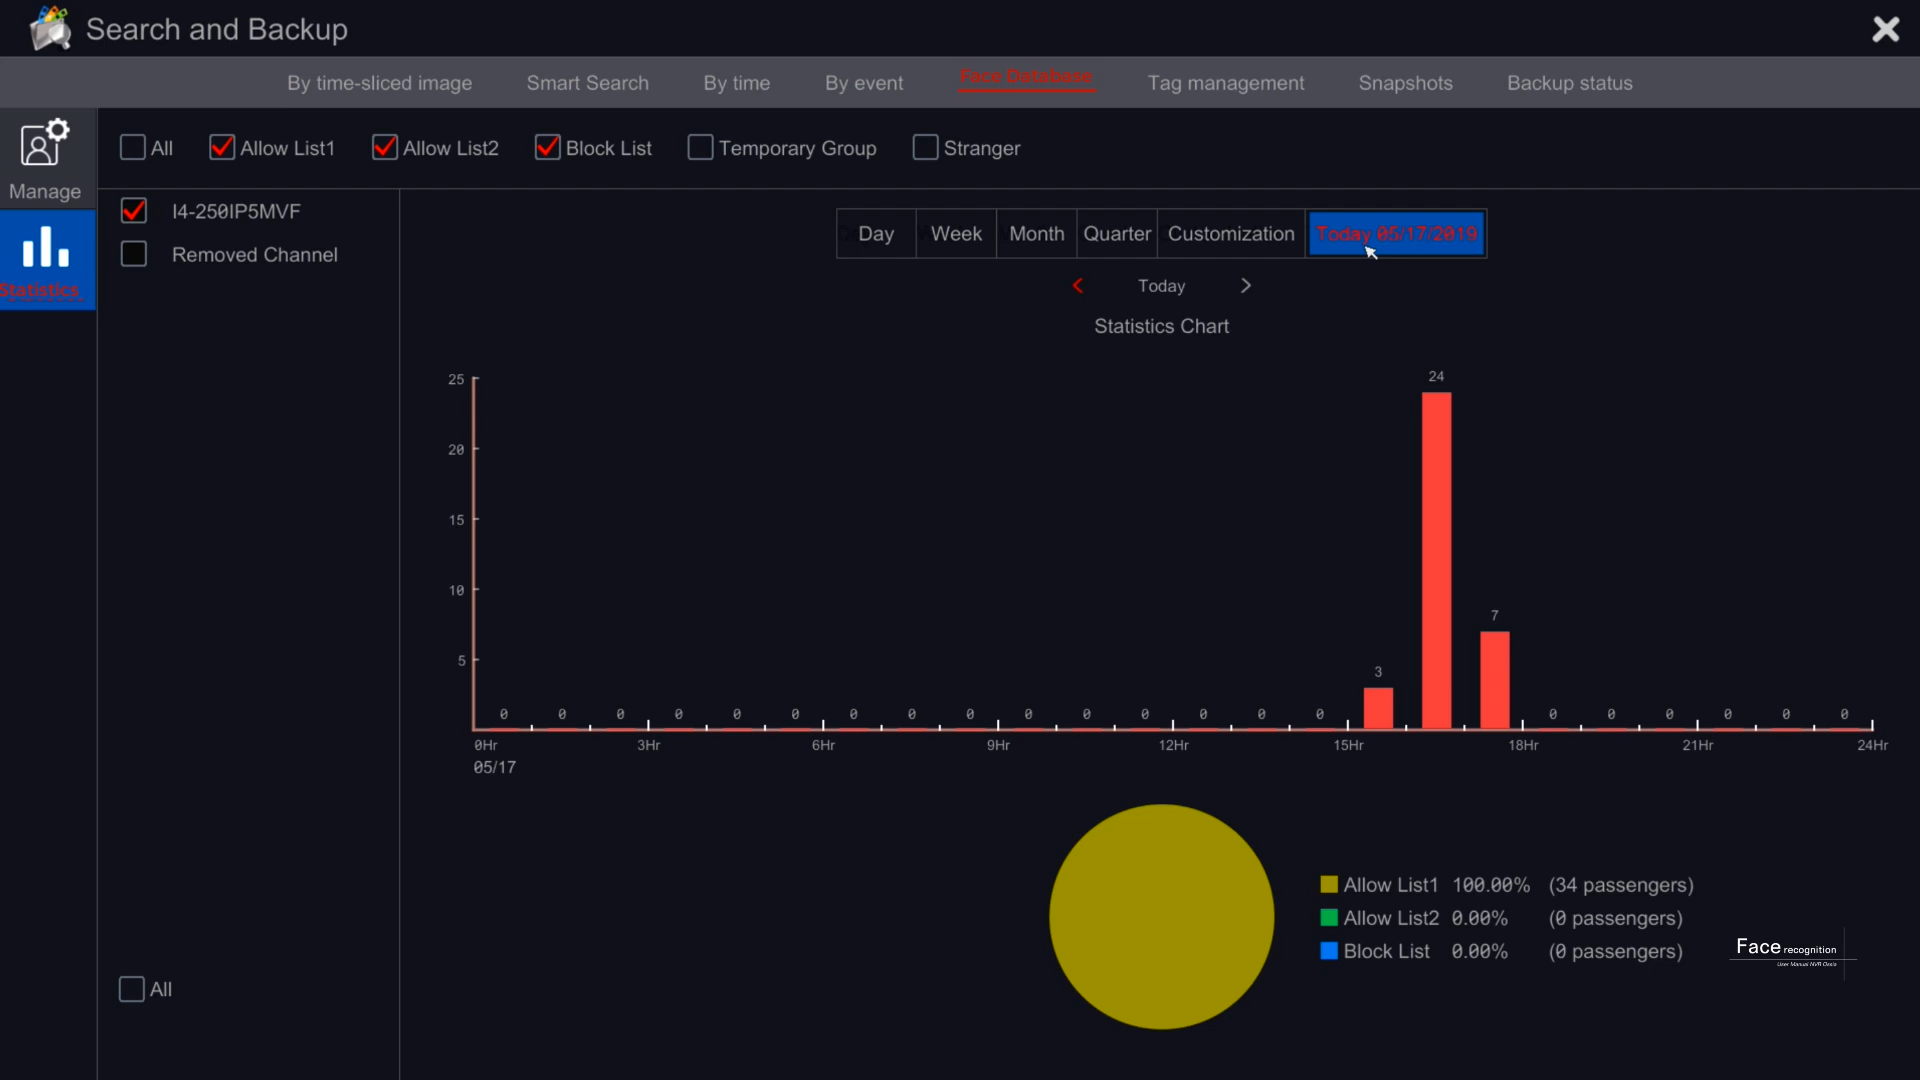 Search and Backup
By time-sliced image Smart Search By time By event Face Database Tag management Snapshots Backup status
All Allow List1 Allow List2 Block List Temporary Group Stranger
Manage
Statistics
I4-250IP5MVF
Removed Channel
Day Week Month Quarter Customization Today 05/17/2019
Today
Statistics Chart
25
20
15
10
5
24
7
3
0 0 0 0 0 0 0 0 0 0 0 0 0 0 0 0 0 0 0 0 0
0Hr 3Hr 6Hr 9Hr 12Hr 15Hr 18Hr 21Hr 24Hr
05/17
Allow List1 100.00% (34 passengers)
Allow List2 0.00% (0 passengers)
Block List 0.00% (0 passengers)
Face recognition
User Manual NVR Ossia
All